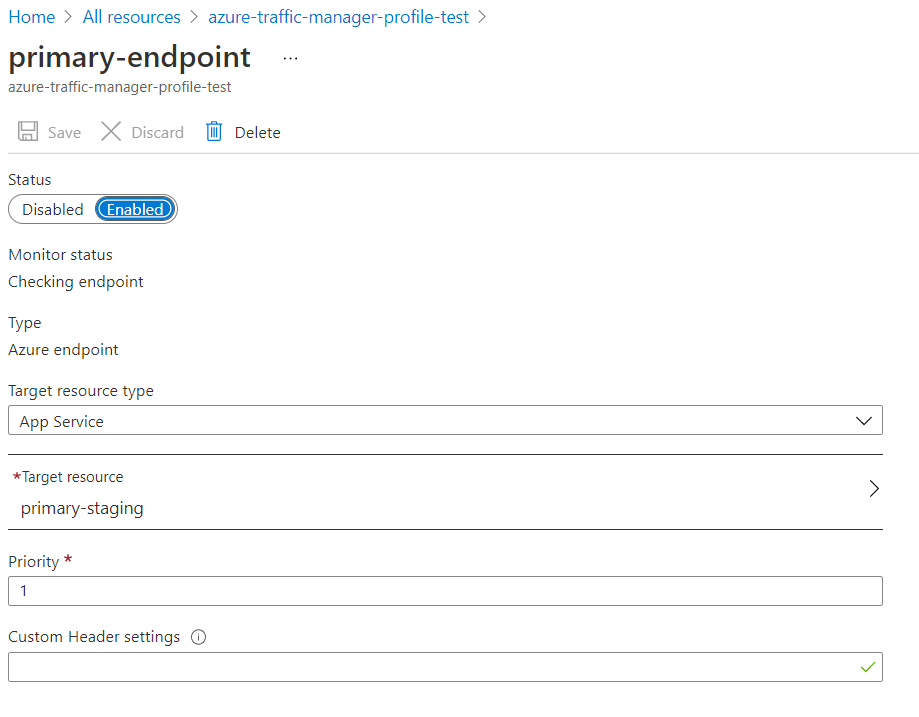 Home > All resources > azure-traffic-manager-profile-test >
primary-endpoint ...
azure-traffic-manager-profile-test
Save Discard Delete
Status
Disabled Enabled
Monitor status
Checking endpoint
Type
Azure endpoint
Target resource type
App Service
*Target resource
primary-staging
Priority *
1
Custom Header settings